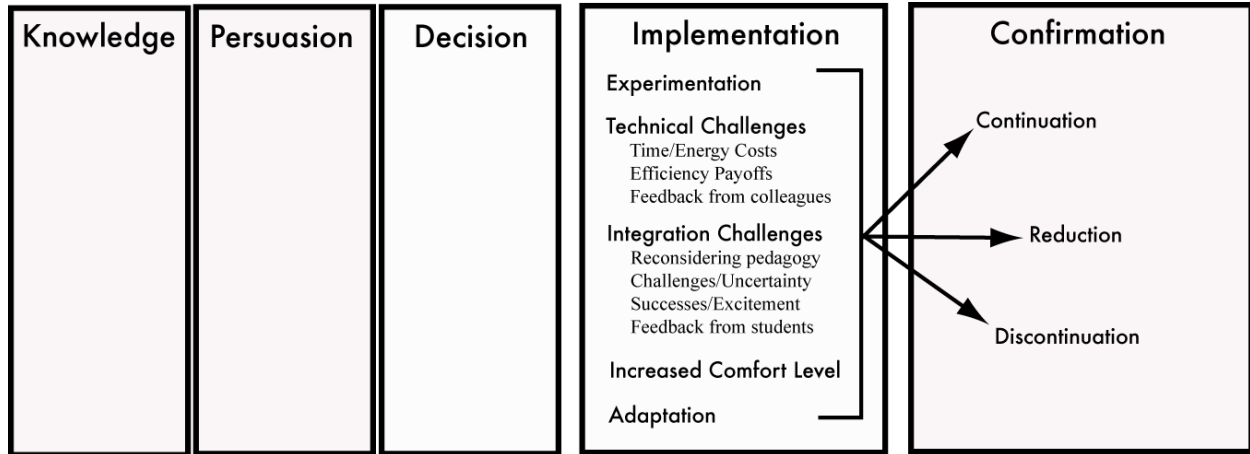 Knowledge
Persuasion
Decision
Implementation
Experimentation
Technical Challenges
Time/Energy Costs
Efficiency Payoffs
Feedback from colleagues
Integration Challenges
Reconsidering pedagogy
Challenges/Uncertainty
Successes/Excitement
Feedback from students
Increased Comfort Level
Adaptation
Confirmation
Continuation
Reduction
Discontinuation